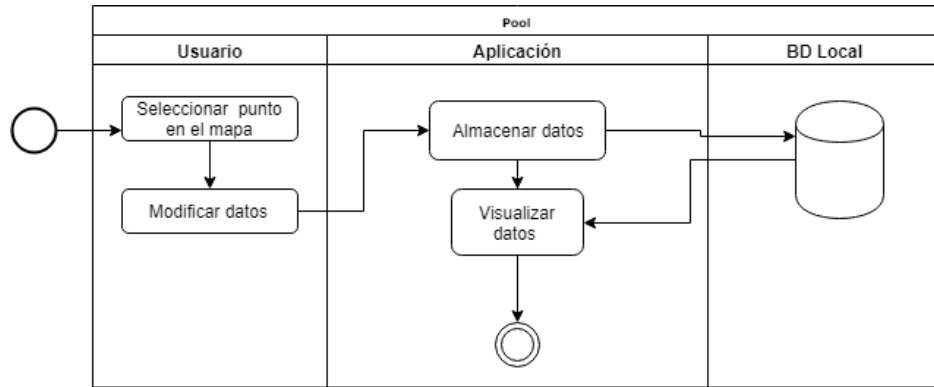 Pool
Usuario
Aplicación
BD Local
Seleccionar punto
en el mapa
Almacenar datos
Modificar datos
Visualizar
datos